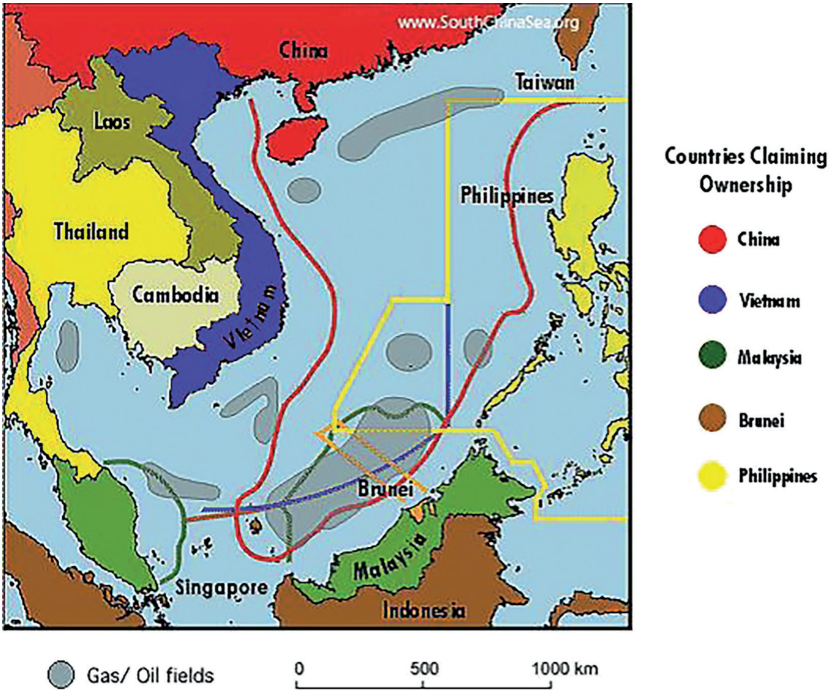 www.SouthChinaSea.org
China
Taiwan
Laos
Philippines
Thailand
Cambodia
Vietnam
Brunei
Malaysia
Singapore
Indonesia
Countries Claiming
Ownership
China
Vietnam
Malaysia
Brunei
Philippines
Gas/ Oil fields
0 500 1000 km